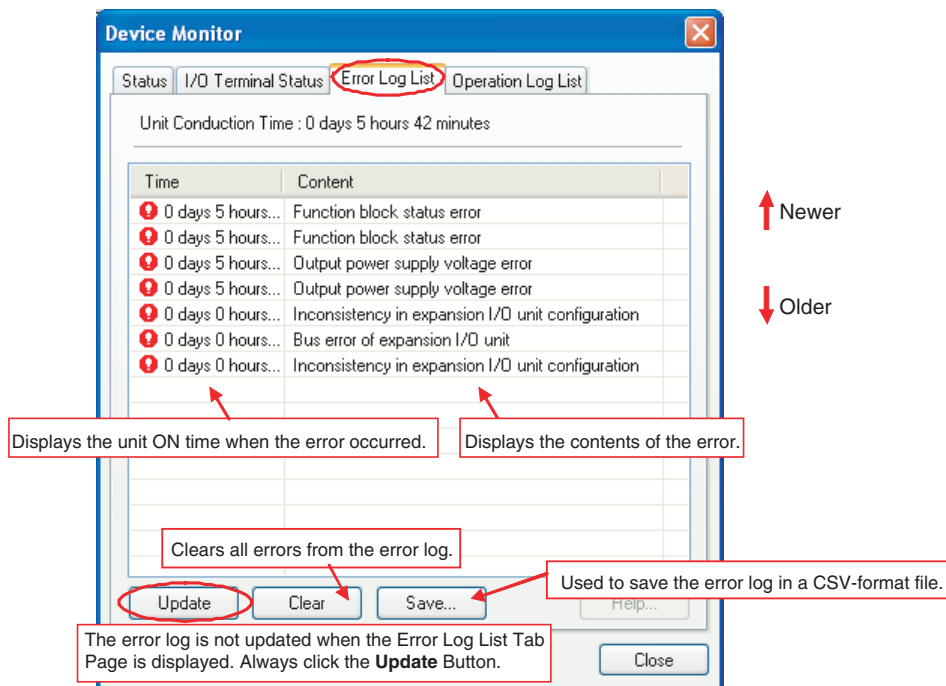 Device Monitor
Status I/O Terminal Status Error Log List Operation Log List
Unit Conduction Time : 0 days 5 hours 42 minutes
Time Content
0 days 5 hours... Function block status error
0 days 5 hours... Function block status error
0 days 5 hours... Output power supply voltage error
0 days 5 hours... Output power supply voltage error
0 days 0 hours... Inconsistency in expansion I/O unit configuration
0 days 0 hours... Bus error of expansion I/O unit
0 days 0 hours... Inconsistency in expansion I/O unit configuration
Newer
Older
Displays the unit ON time when the error occurred.
Displays the contents of the error.
Clears all errors from the error log.
Used to save the error log in a CSV-format file.
Update Clear Save... Help...
The error log is not updated when the Error Log List Tab
Page is displayed. Always click the Update Button.
Close